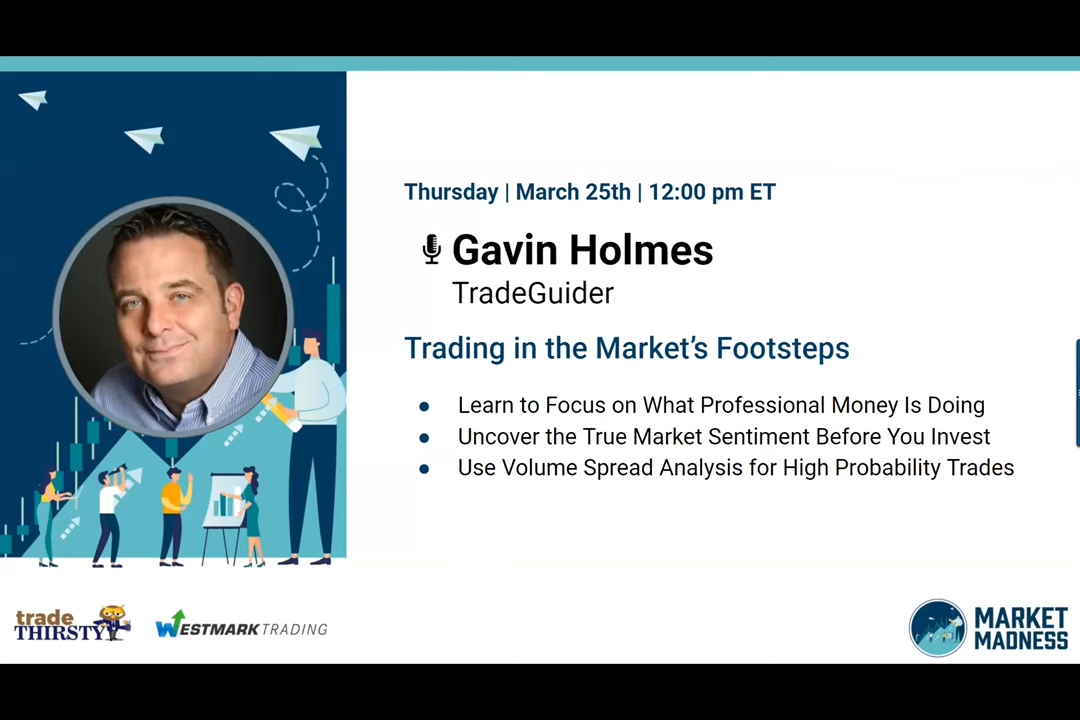 Thursday | March 25th | 12:00 pm ET
Gavin Holmes
TradeGuider
Trading in the Market’s Footsteps
● Learn to Focus on What Professional Money Is Doing
● Uncover the True Market Sentiment Before You Invest
● Use Volume Spread Analysis for High Probability Trades
trade
THIRSTY
WESTMARK TRADING
MARKET
MADNESS